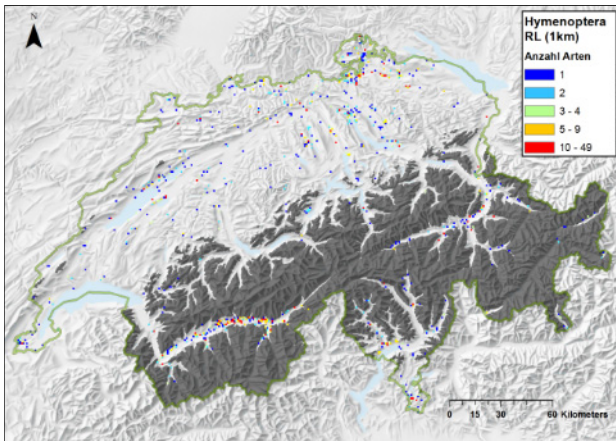 N
Hymenoptera
RL (1km)
Anzahl Arten
1
2
3 - 4
5 - 9
10 - 49
0 15 30 60 Kilometers